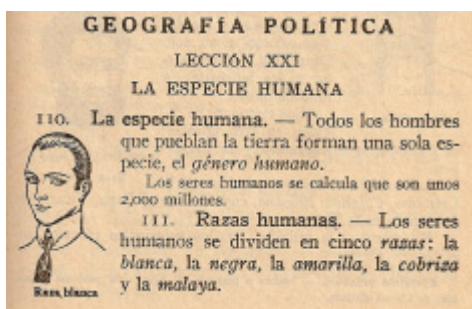 GEOGRAFÍA POLÍTICA
LECCIÓN XXI
LA ESPECIE HUMANA
110. La especie humana. — Todos los hombres
que pueblan la tierra forman una sola es-
pecie, el género humano.
Los seres humanos se calcula que son unos
2,000 millones.
111. Razas humanas. — Los seres
humanos se dividen en cinco razas: la
blanca, la negra, la amarilla, la cobriza
y la malaya.
Raza blanca